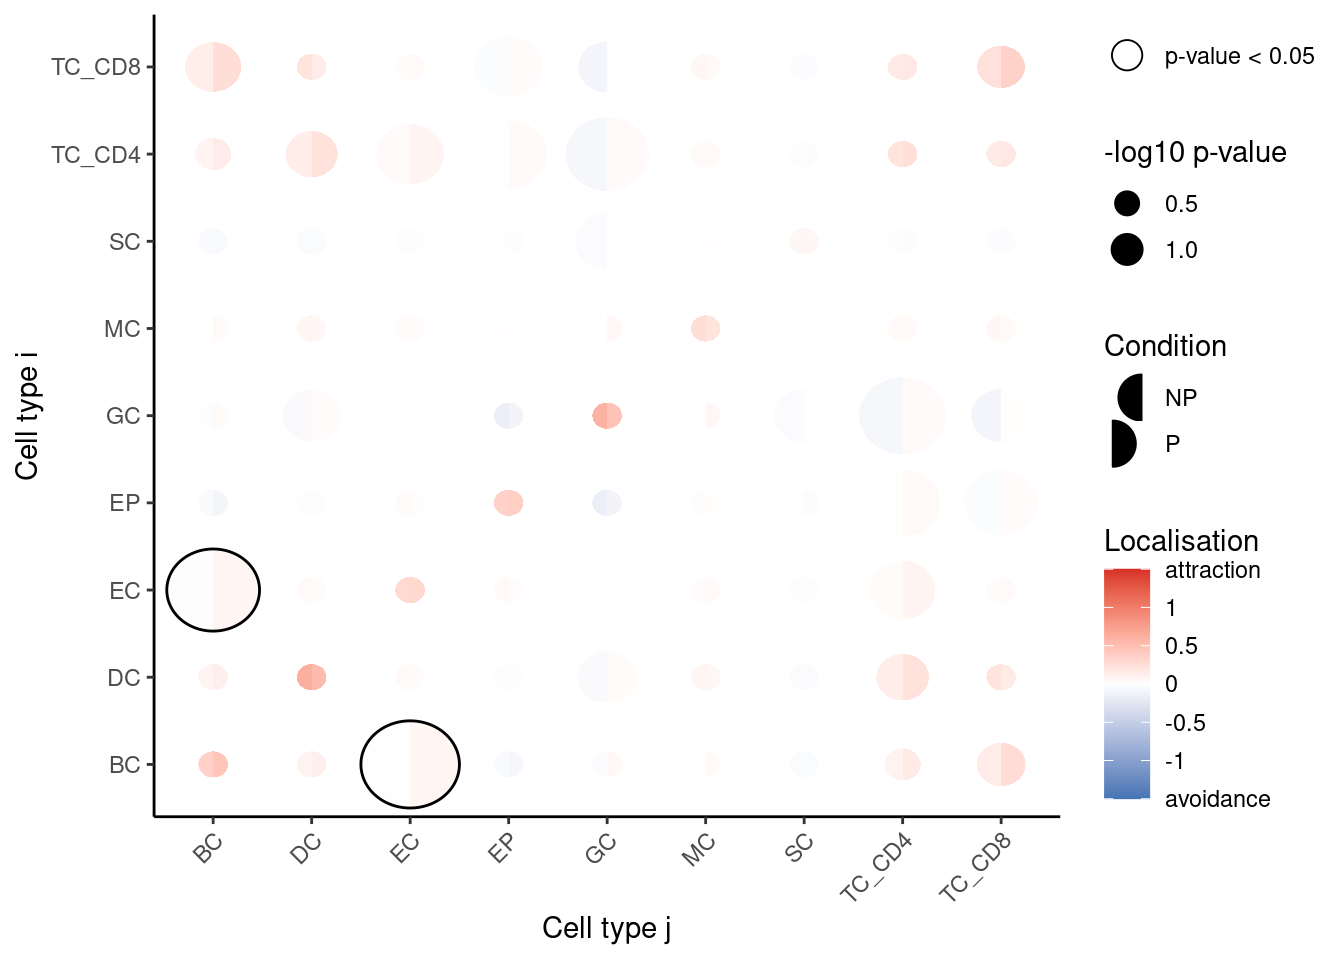 TC_CD8
TC_CD4
SC
MC
GC
EP
EC
DC
BC
Cell type i
BC
DC
EC
EP
GC
MC
SC
TC_CD4
TC_CD8
Cell type j
p-value < 0.05
-log10 p-value
0.5
1.0
Condition
NP
P
Localisation
attraction
1
0.5
0
-0.5
-1
avoidance